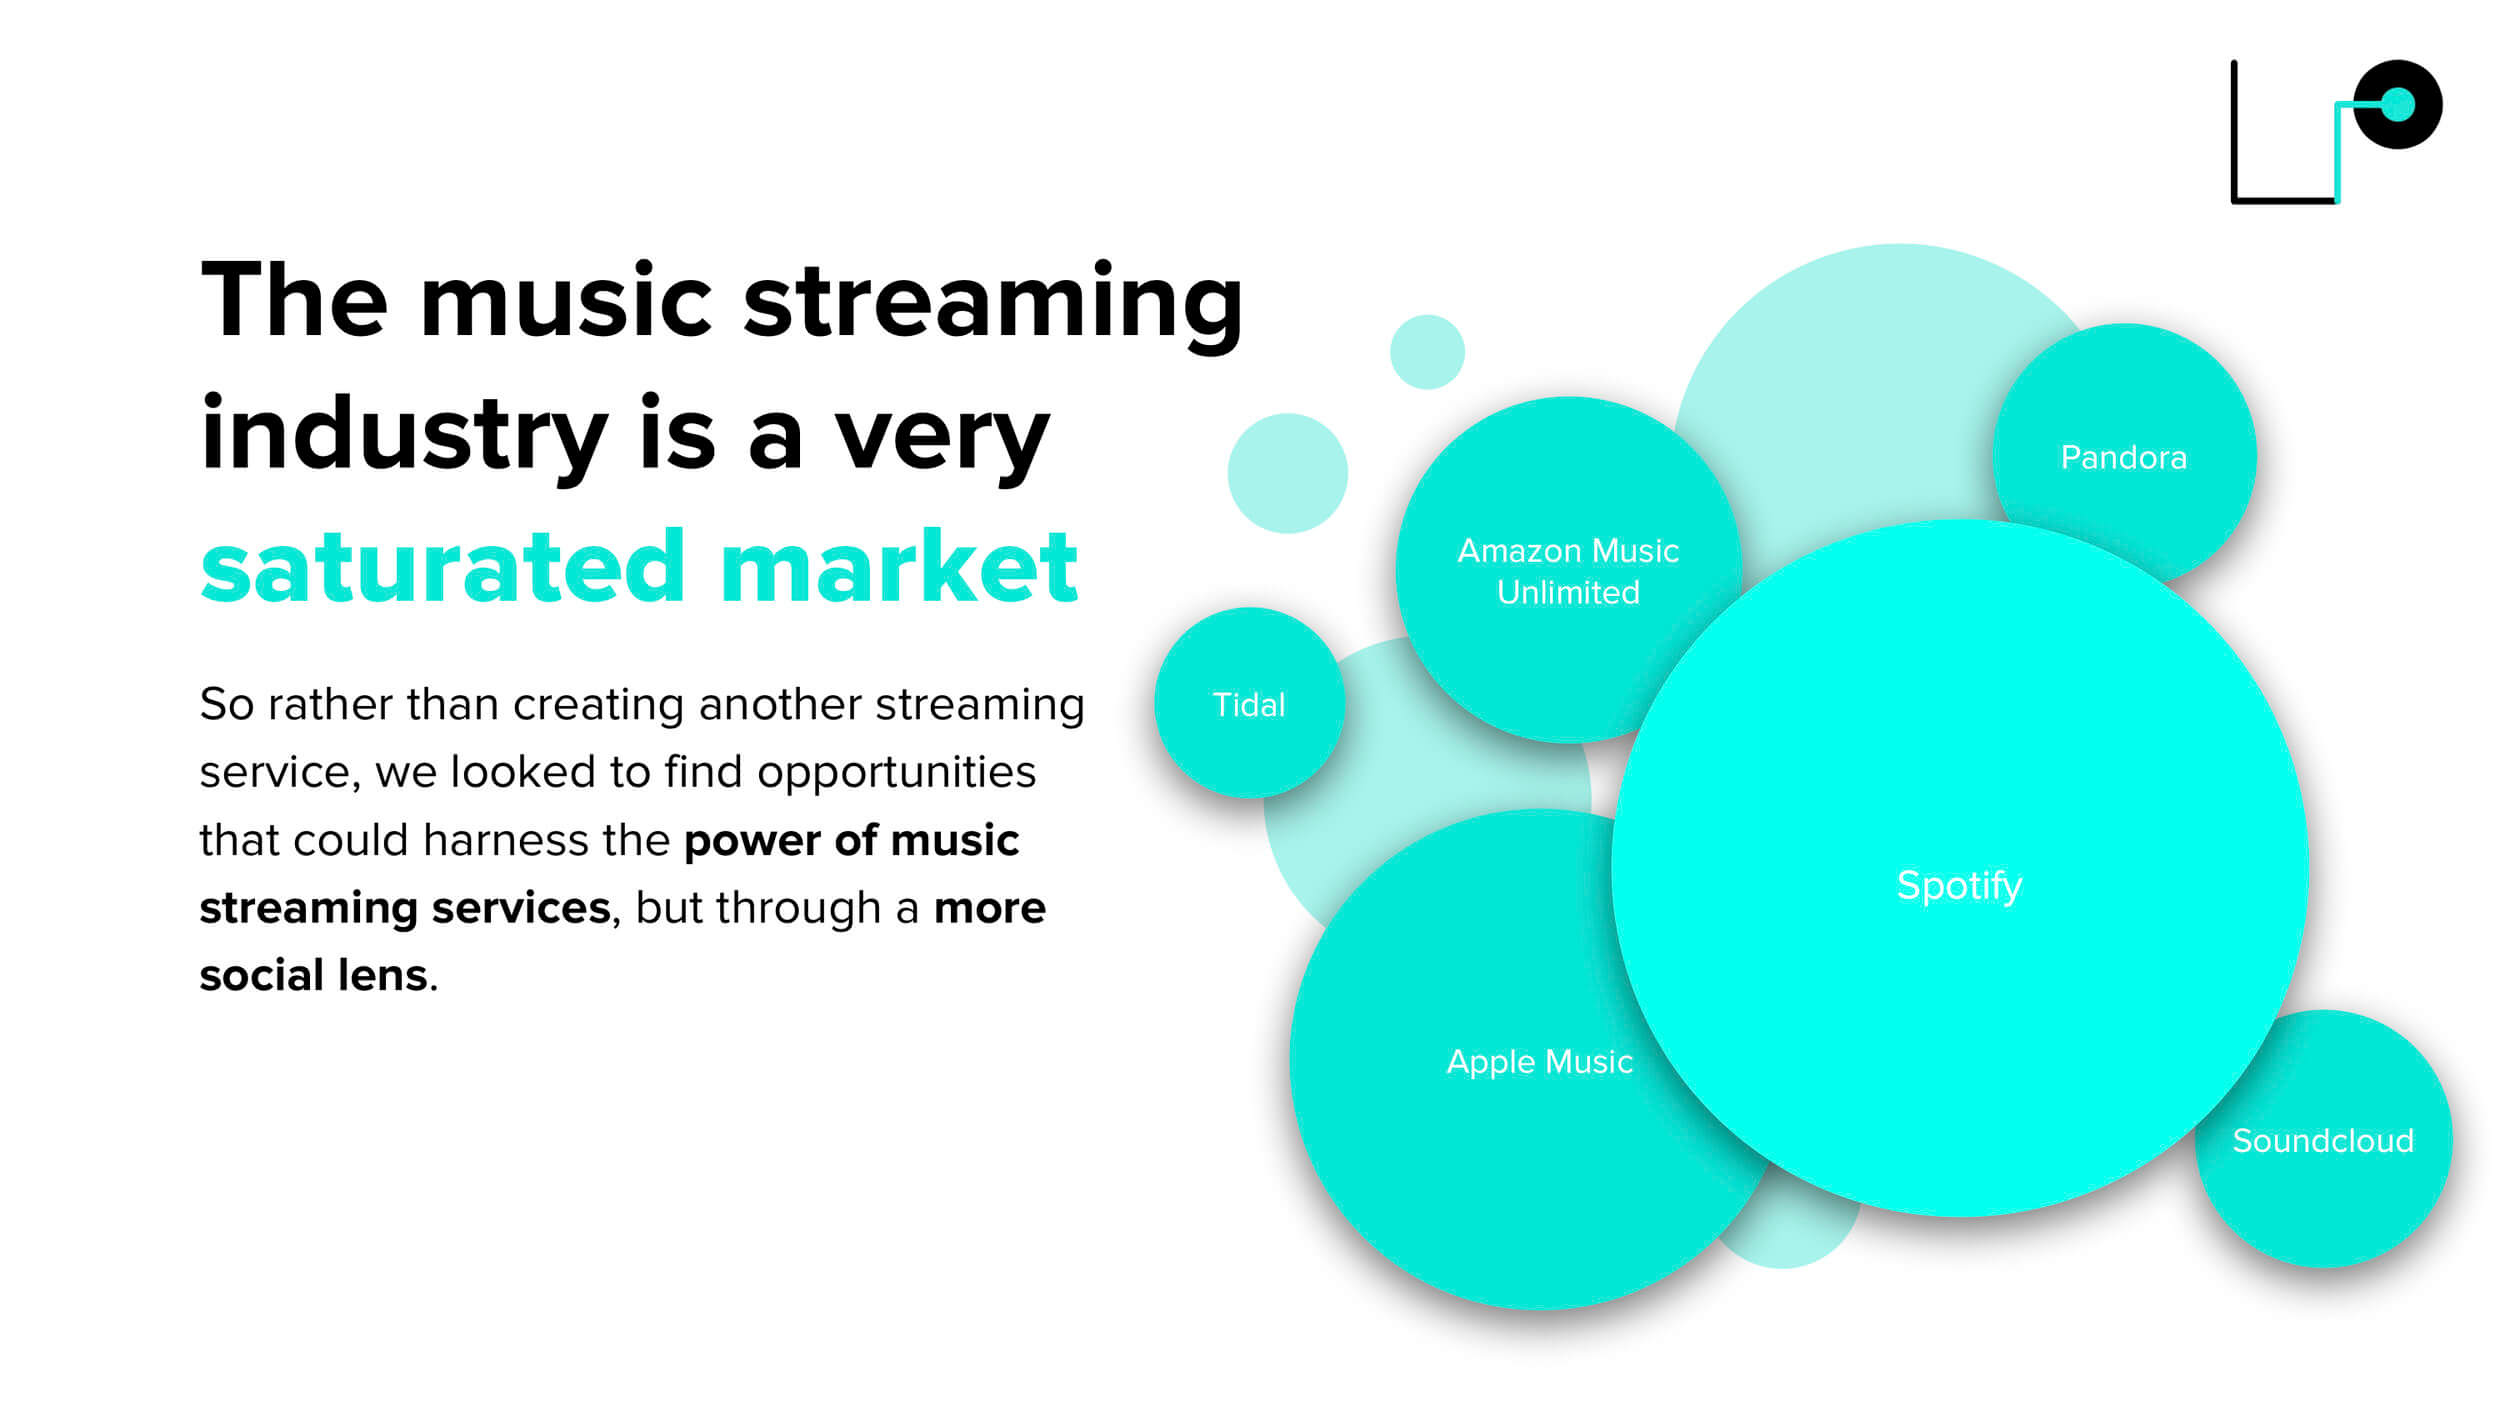 The music streaming
industry is a very
saturated market
So rather than creating another streaming
service, we looked to find opportunities
that could harness the power of music
streaming services, but through a more
social lens.
Pandora
Amazon Music
Unlimited
Tidal
Spotify
Apple Music
Soundcloud